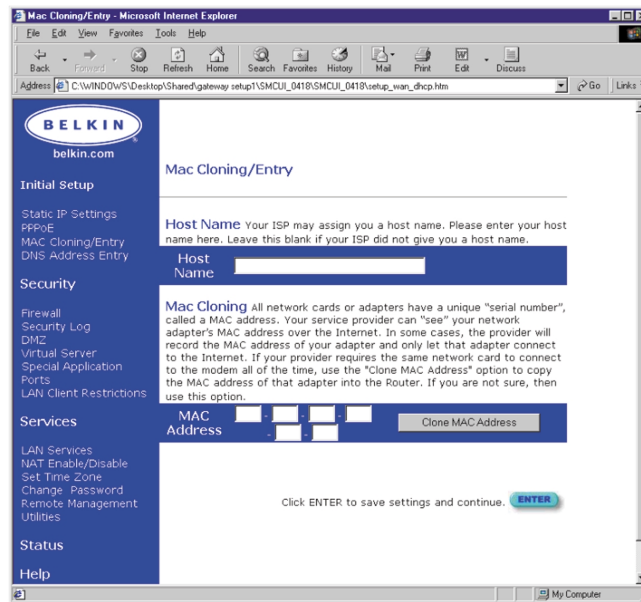 Mac Cloning/Entry - Microsoft Internet Explorer
File Edit View Favorites Tools Help
Back Forward Stop Refresh Home Search Favorites History Mail Print Edit Discuss
Address C:\WINDOWS\Desktop\Shared\gateway setup1\SMCUI_0418\SMCUI_0418\setup_wan_dhcp.htm Go Links
BELKIN
belkin.com
Initial Setup
Static IP Settings
PPPoE
MAC Cloning/Entry
DNS Address Entry
Security
Firewall
Security Log
DMZ
Virtual Server
Special Application
Ports
LAN Client Restrictions
Services
LAN Services
NAT Enable/Disable
Set Time Zone
Change Password
Remote Management
Utilities
Status
Help
Mac Cloning/Entry
Host Name Your ISP may assign you a host name. Please enter your host
name here. Leave this blank if your ISP did not give you a host name.
Host
Name
Mac Cloning All network cards or adapters have a unique "serial number",
called a MAC address. Your service provider can "see" your network
adapter's MAC address over the Internet. In some cases, the provider will
record the MAC address of your adapter and only let that adapter connect
to the Internet. If your provider requires the same network card to connect
to the modem all of the time, use the "Clone MAC Address" option to copy
the MAC address of that adapter into the Router. If you are not sure, then
use this option.
MAC - - -
Address - - Clone MAC Address
Click ENTER to save settings and continue. ENTER
My Computer